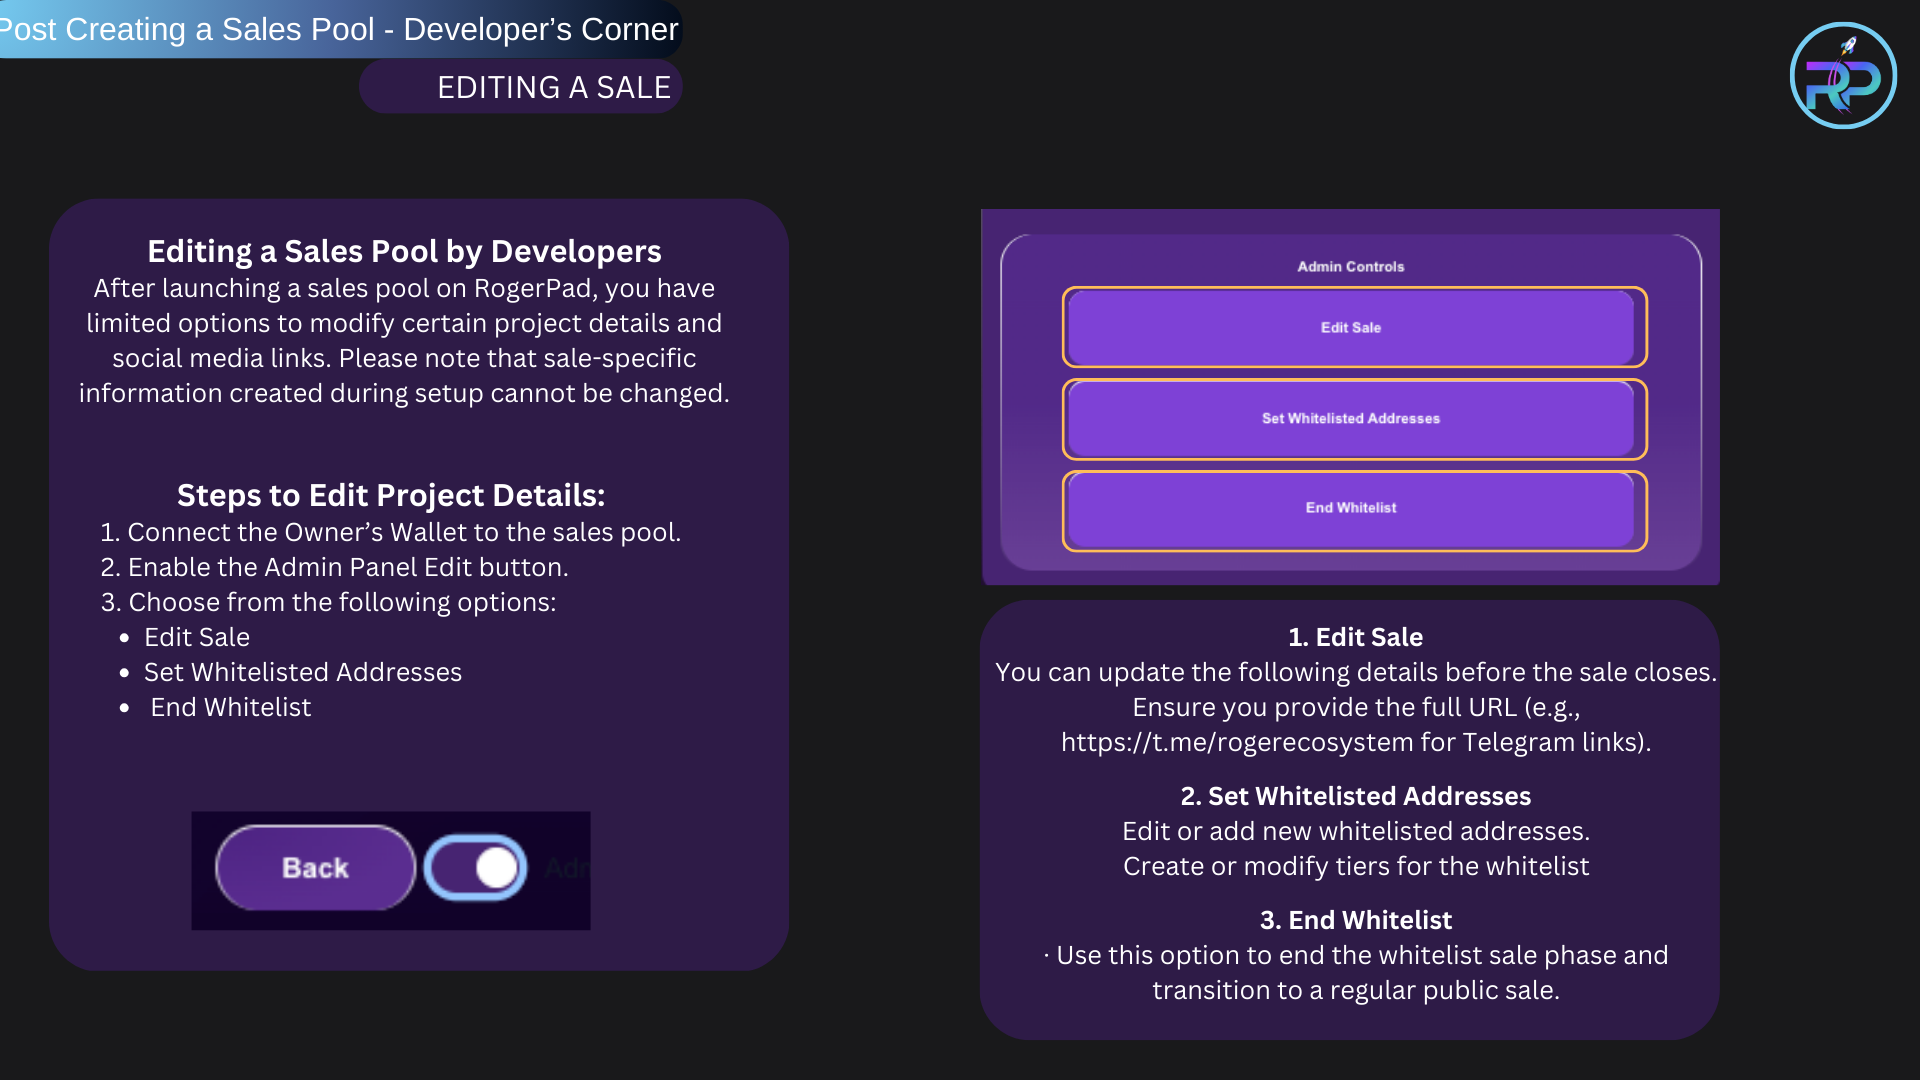 Post Creating a Sales Pool - Developer’s Corner
EDITING A SALE
RP
Editing a Sales Pool by Developers
After launching a sales pool on RogerPad, you have
limited options to modify certain project details and
social media links. Please note that sale-specific
information created during setup cannot be changed.
Steps to Edit Project Details:
1. Connect the Owner’s Wallet to the sales pool.
2. Enable the Admin Panel Edit button.
3. Choose from the following options:
• Edit Sale
• Set Whitelisted Addresses
• End Whitelist
Back
Adn
Admin Controls
Edit Sale
Set Whitelisted Addresses
End Whitelist
1. Edit Sale
You can update the following details before the sale closes.
Ensure you provide the full URL (e.g.,
https://t.me/rogerecosystem for Telegram links).
2. Set Whitelisted Addresses
Edit or add new whitelisted addresses.
Create or modify tiers for the whitelist
3. End Whitelist
· Use this option to end the whitelist sale phase and
transition to a regular public sale.